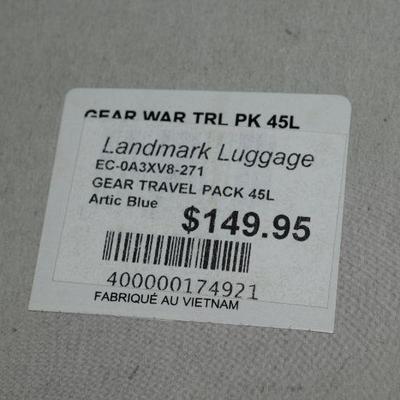 GEAR WAR TRL PK 45L
Landmark Luggage
EC-0A3XV8-271
GEAR TRAVEL PACK 45L
Artic Blue
$149.95
400000174921
FABRIQUÉ AU VIETNAM